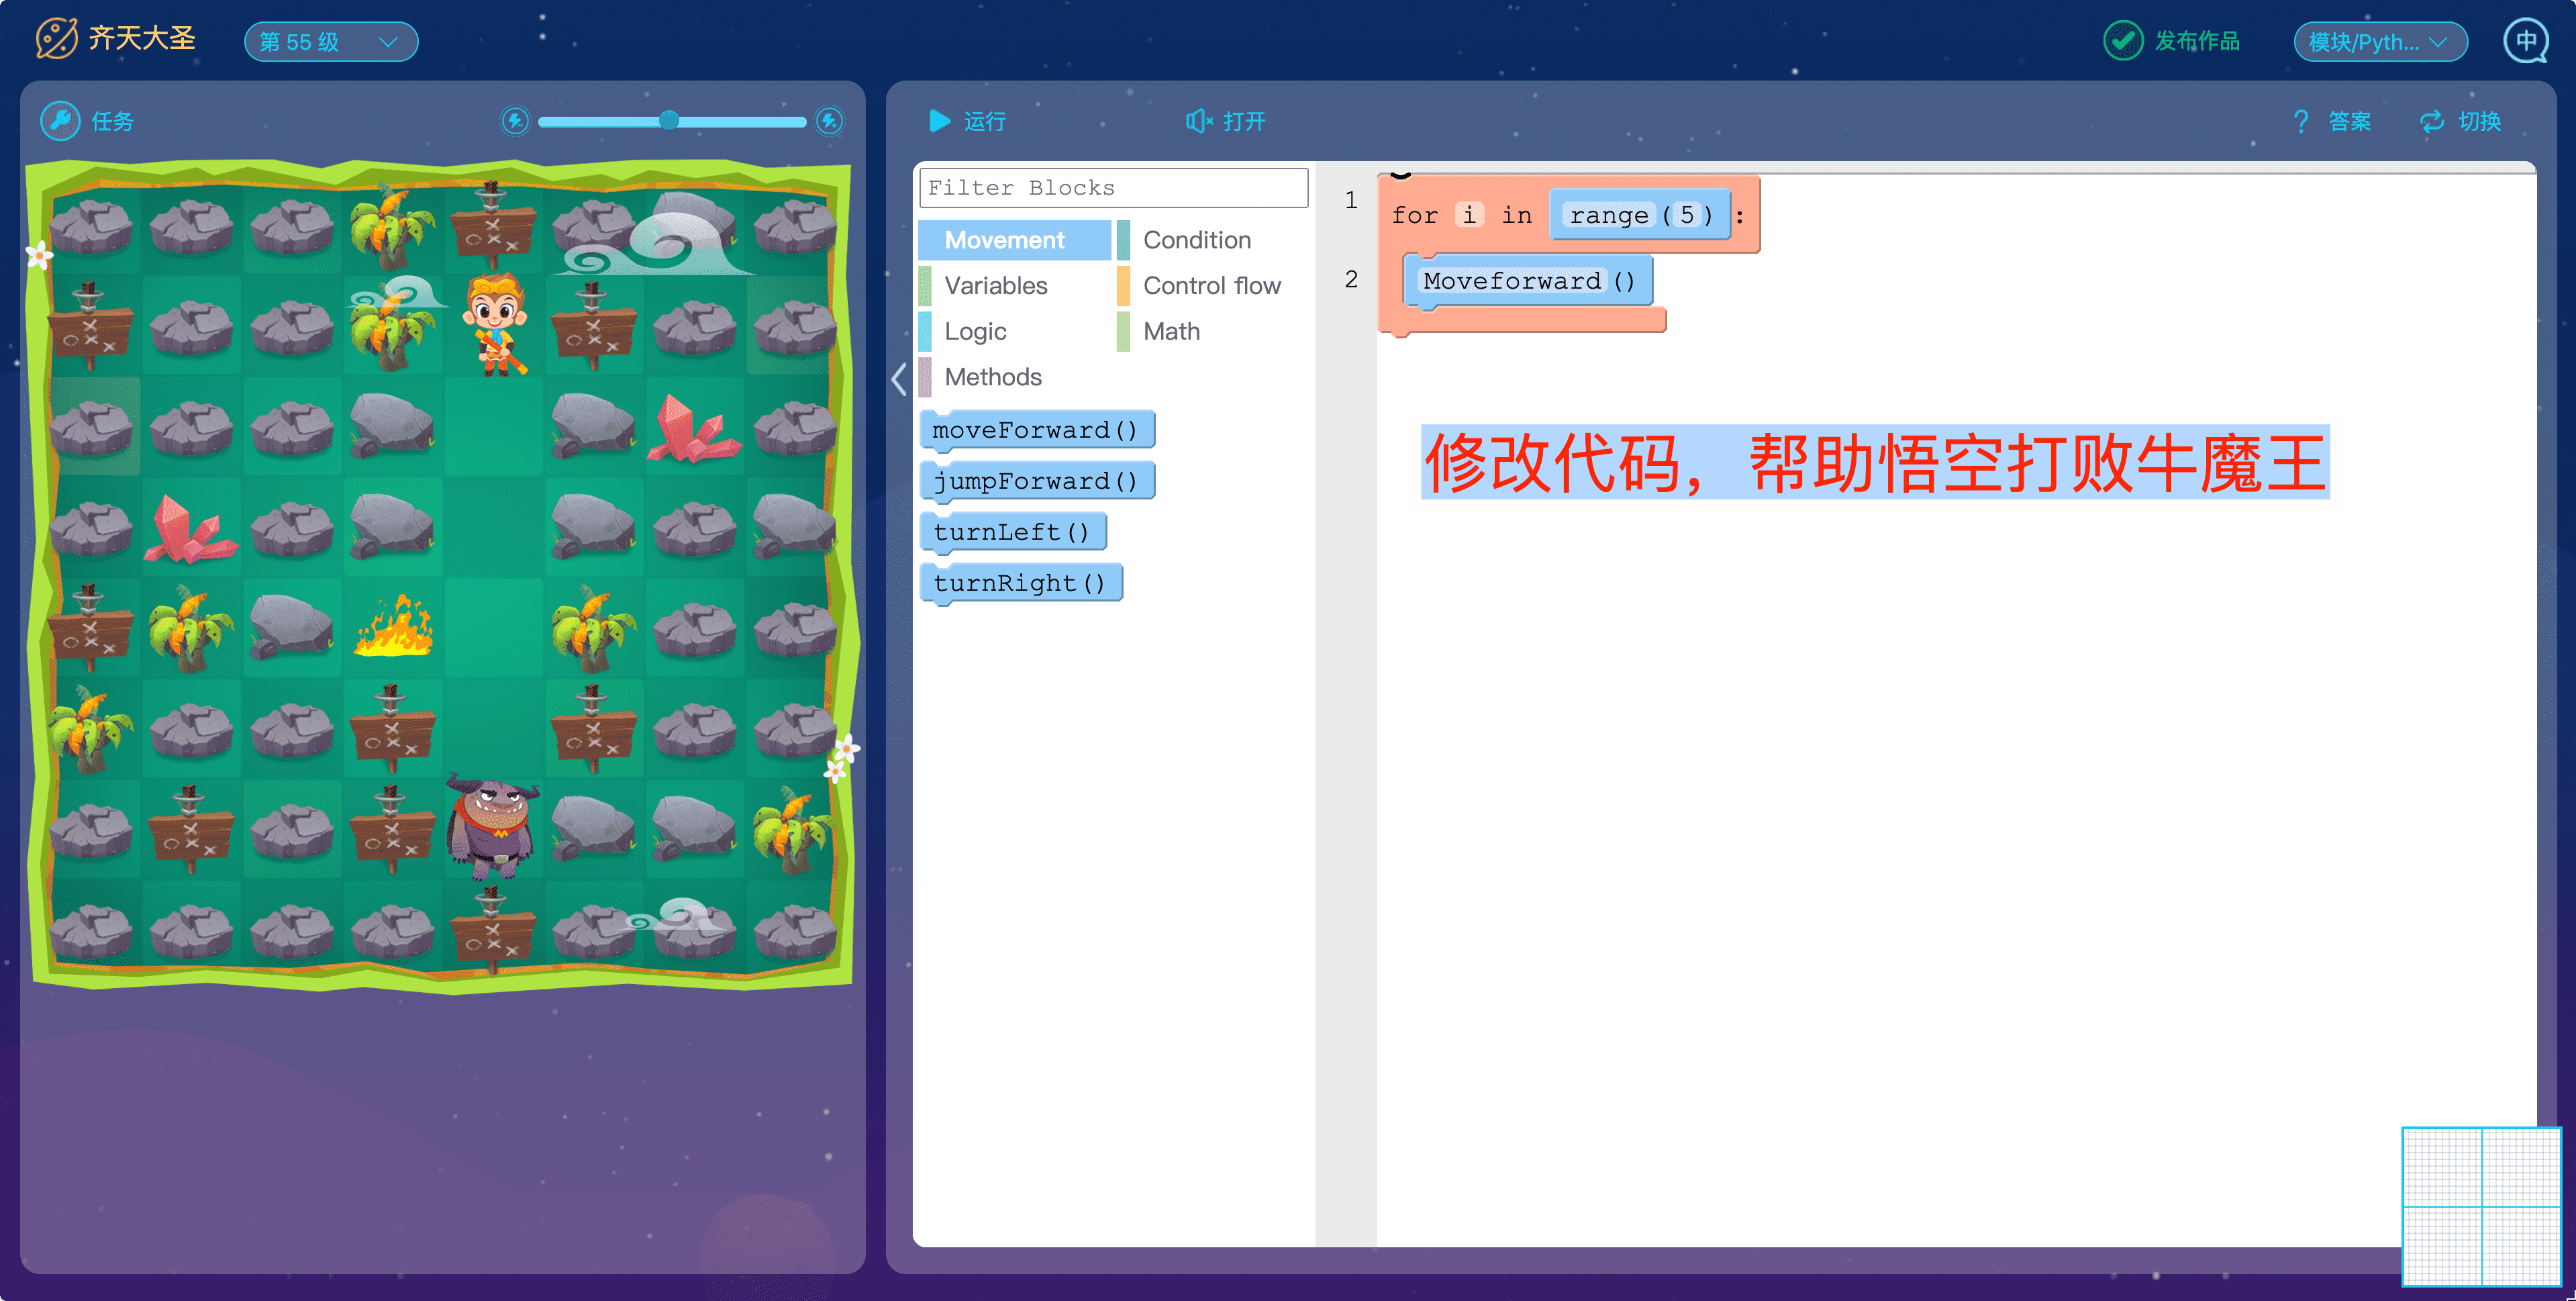 齐天大圣
第 55 级
发布作品
模块/Pyth...
中
任务
运行
打开
? 答案
切换
Filter Blocks
Movement
Condition
Variables
Control flow
Logic
Math
Methods
moveForward()
jumpForward()
turnLeft()
turnRight()
1
for i in range(5):
2
Moveforward()
修改代码，帮助悟空打败牛魔王